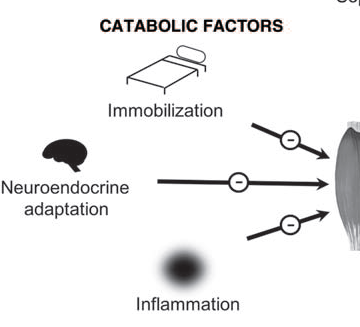 CATABOLIC FACTORS
Immobilization
Neuroendocrine
adaptation
Inflammation